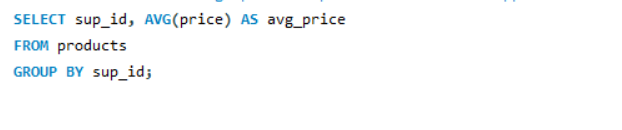 SELECT sup_id, AVG(price) AS avg_price
FROM products
GROUP BY sup_id;